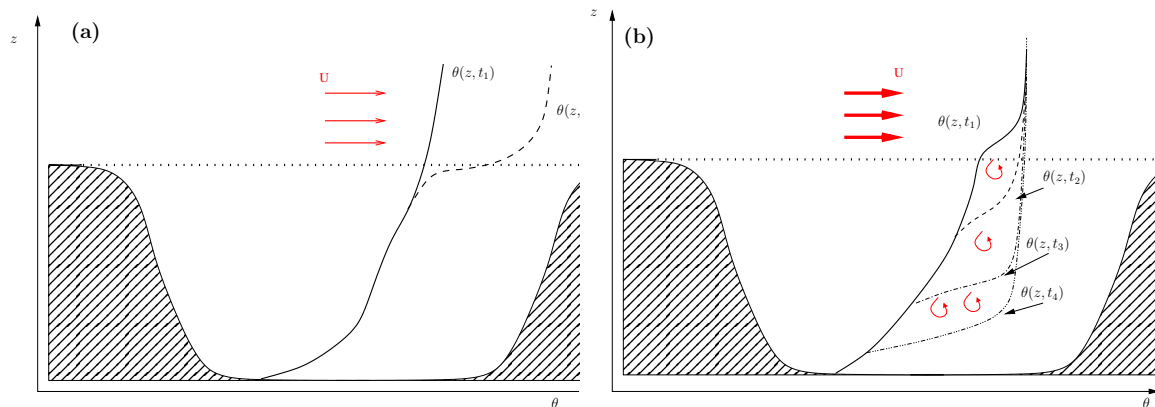 (a)
z
U
θ(z, t₁)
θ(z,
θ
(b)
z
U
θ(z, t₁)
θ(z, t₂)
θ(z, t₃)
θ(z, t₄)
θ